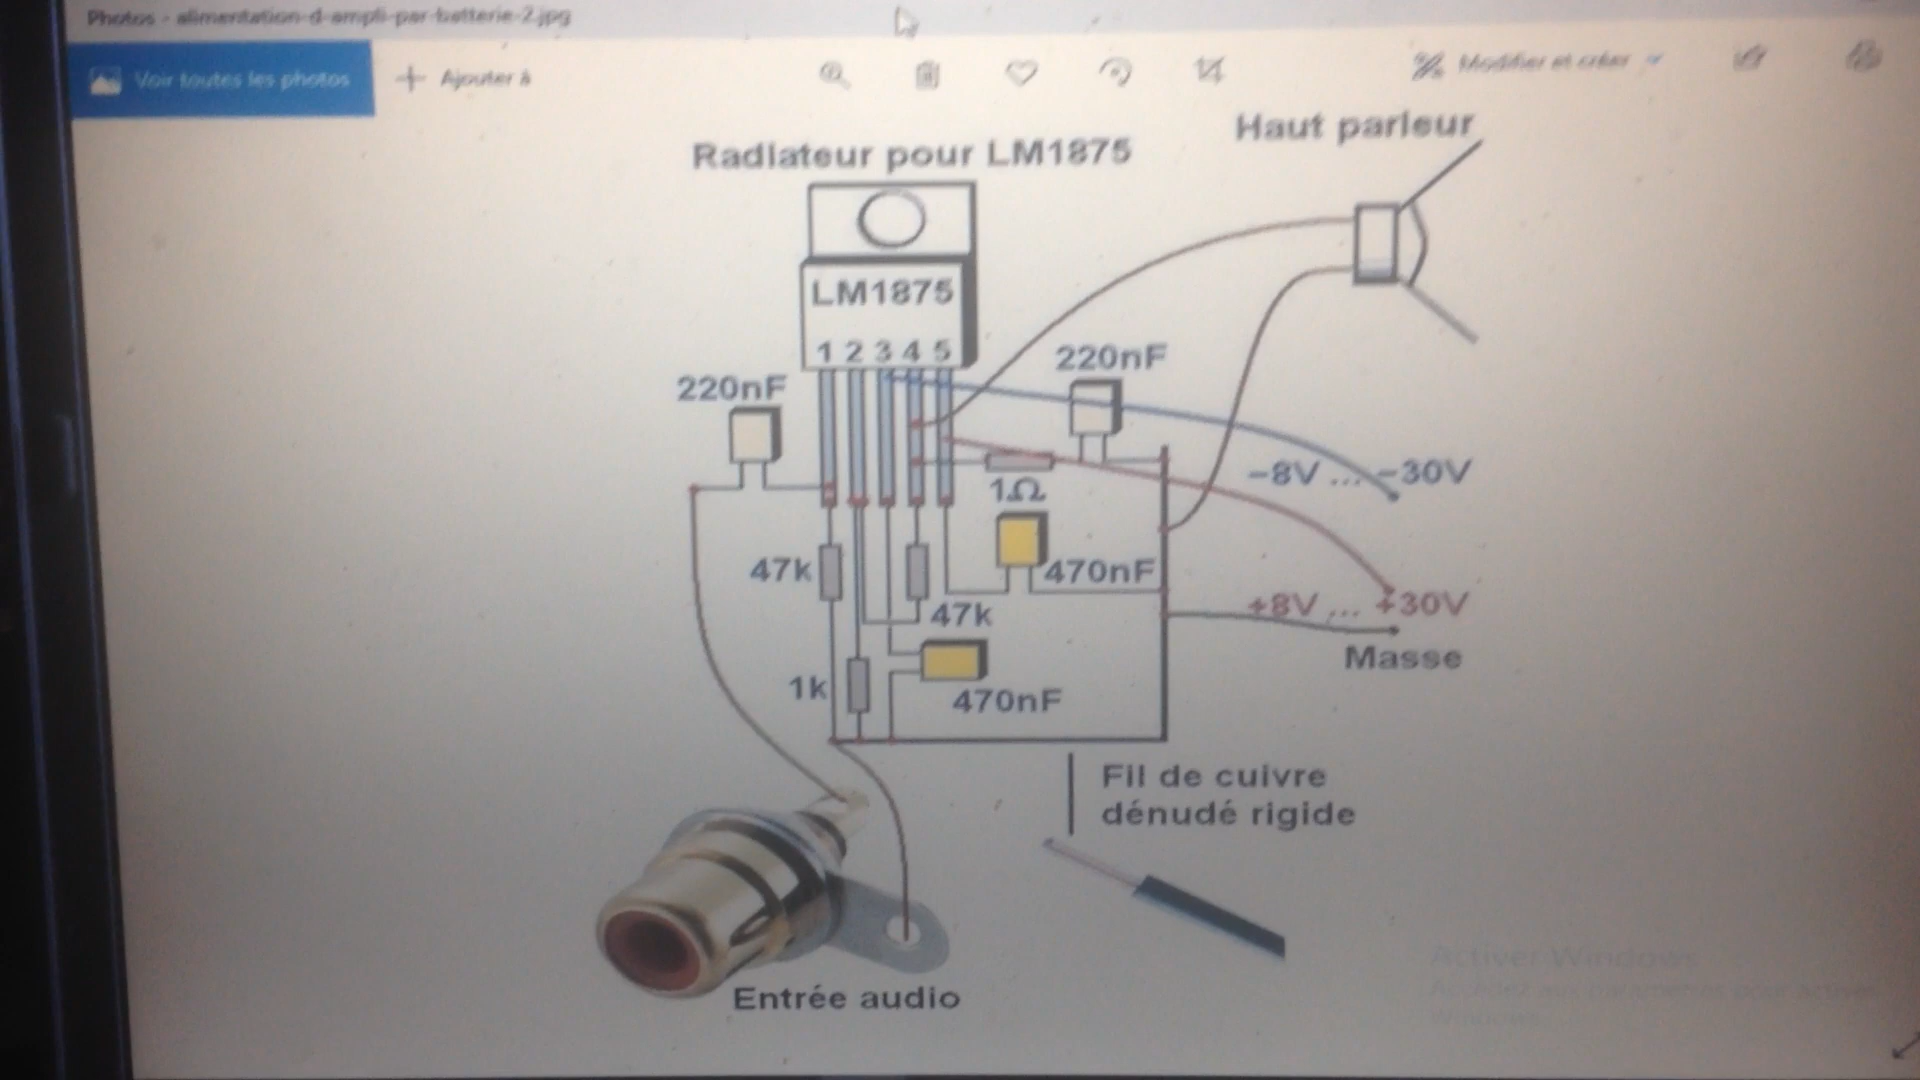 Photos - alimentation-d-ampli-par-batterie-2.jpg
Voir toutes les photos
Ajouter à
Modifier et créer
Radiateur pour LM1875
Haut parleur
LM1875
1 2 3 4 5
220nF
220nF
-8V ... -30V
1Ω
47k
470nF
+8V ... +30V
47k
Masse
1k
470nF
Fil de cuivre
dénudé rigide
Entrée audio
Activer Windows